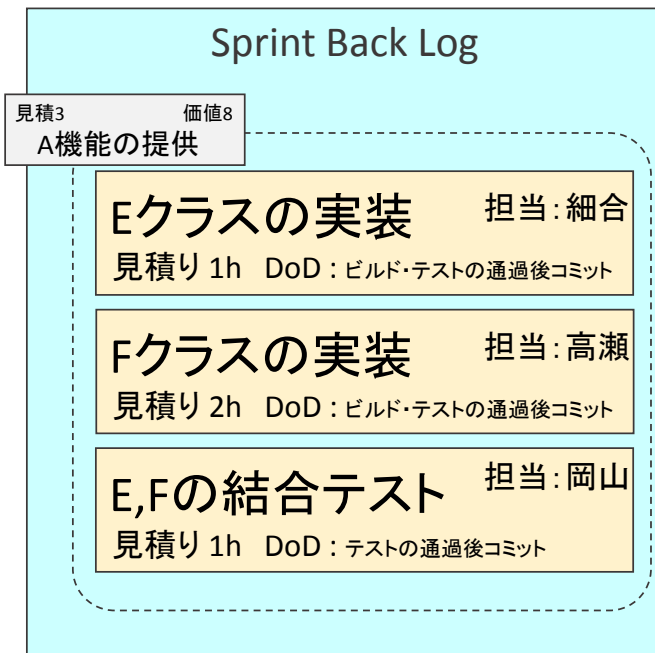 Sprint Back Log
見積3 価値8
A機能の提供
Eクラスの実装 担当:細合
見積り 1h DoD : ビルド・テストの通過後コミット
Fクラスの実装 担当:高瀬
見積り 2h DoD : ビルド・テストの通過後コミット
E,Fの結合テスト 担当:岡山
見積り 1h DoD : テストの通過後コミット